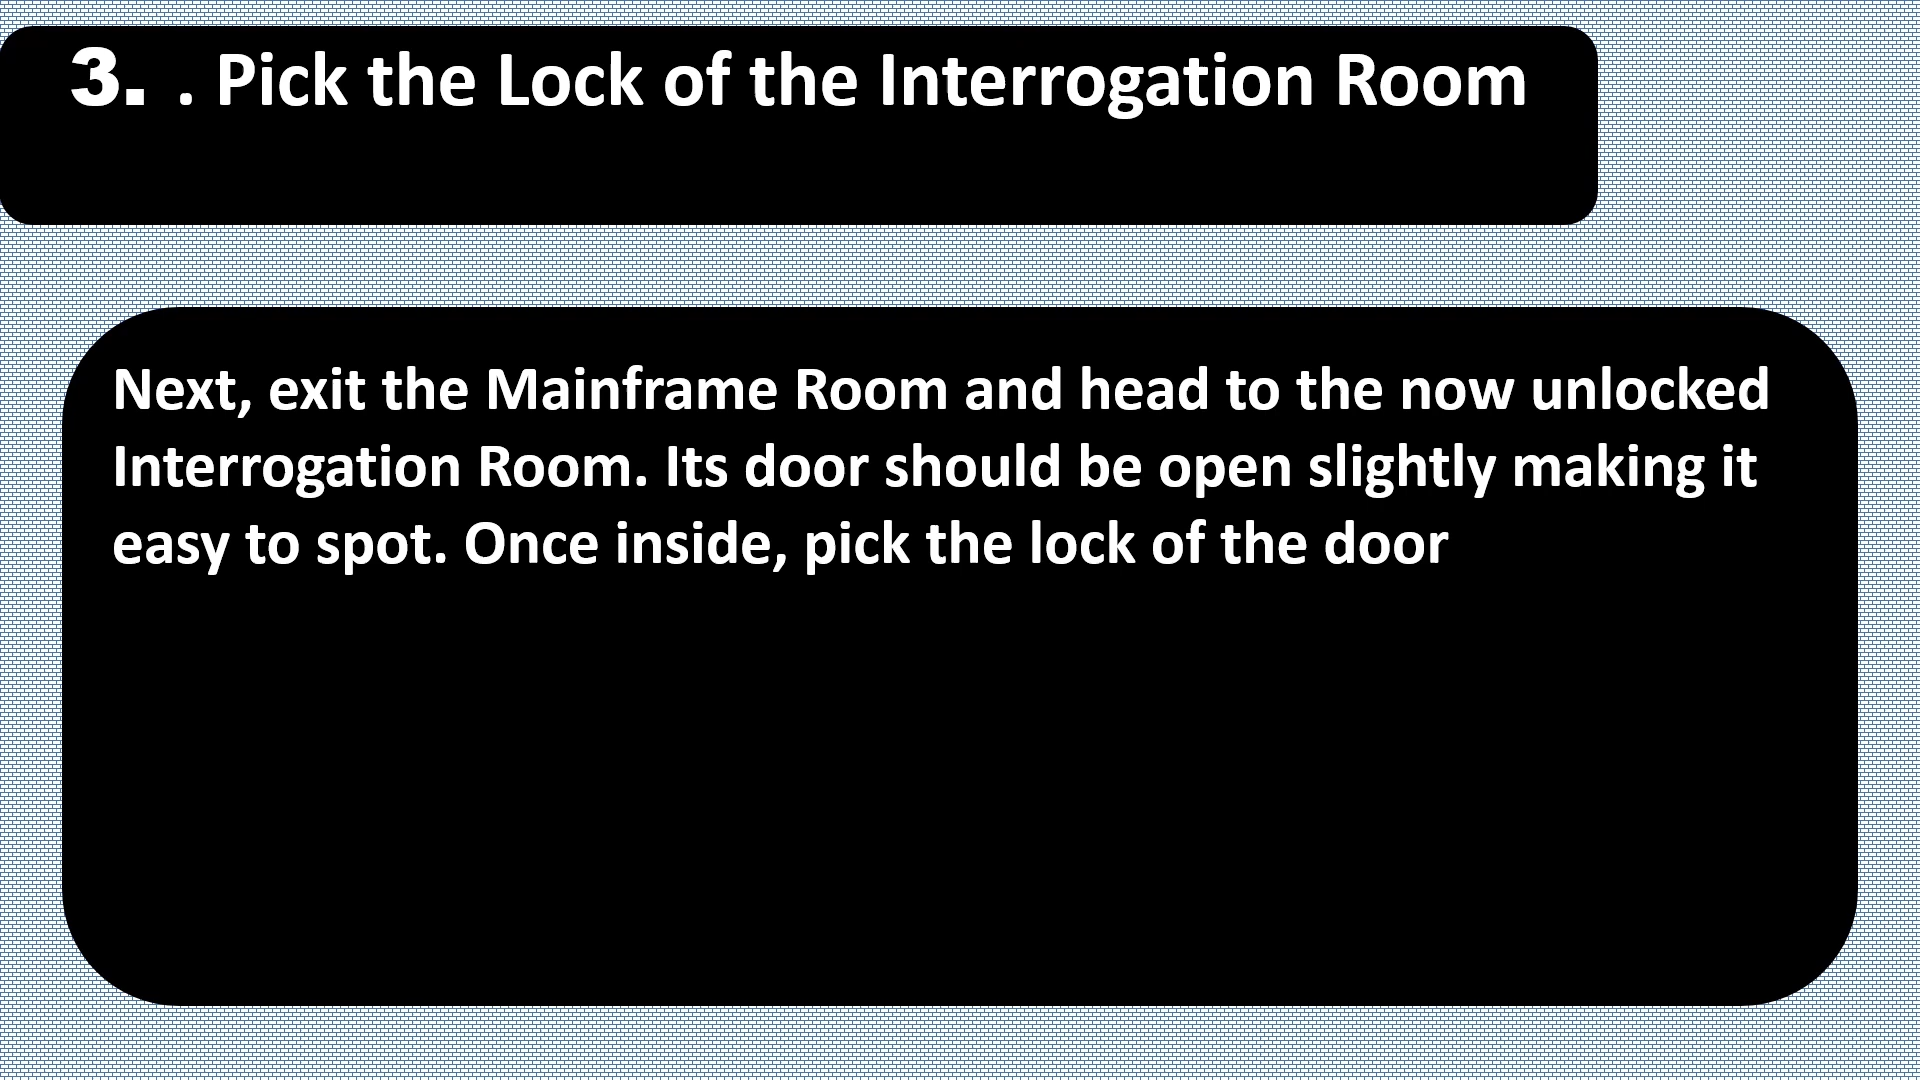 3. . Pick the Lock of the Interrogation Room
Next, exit the Mainframe Room and head to the now unlocked
Interrogation Room. Its door should be open slightly making it
easy to spot. Once inside, pick the lock of the door